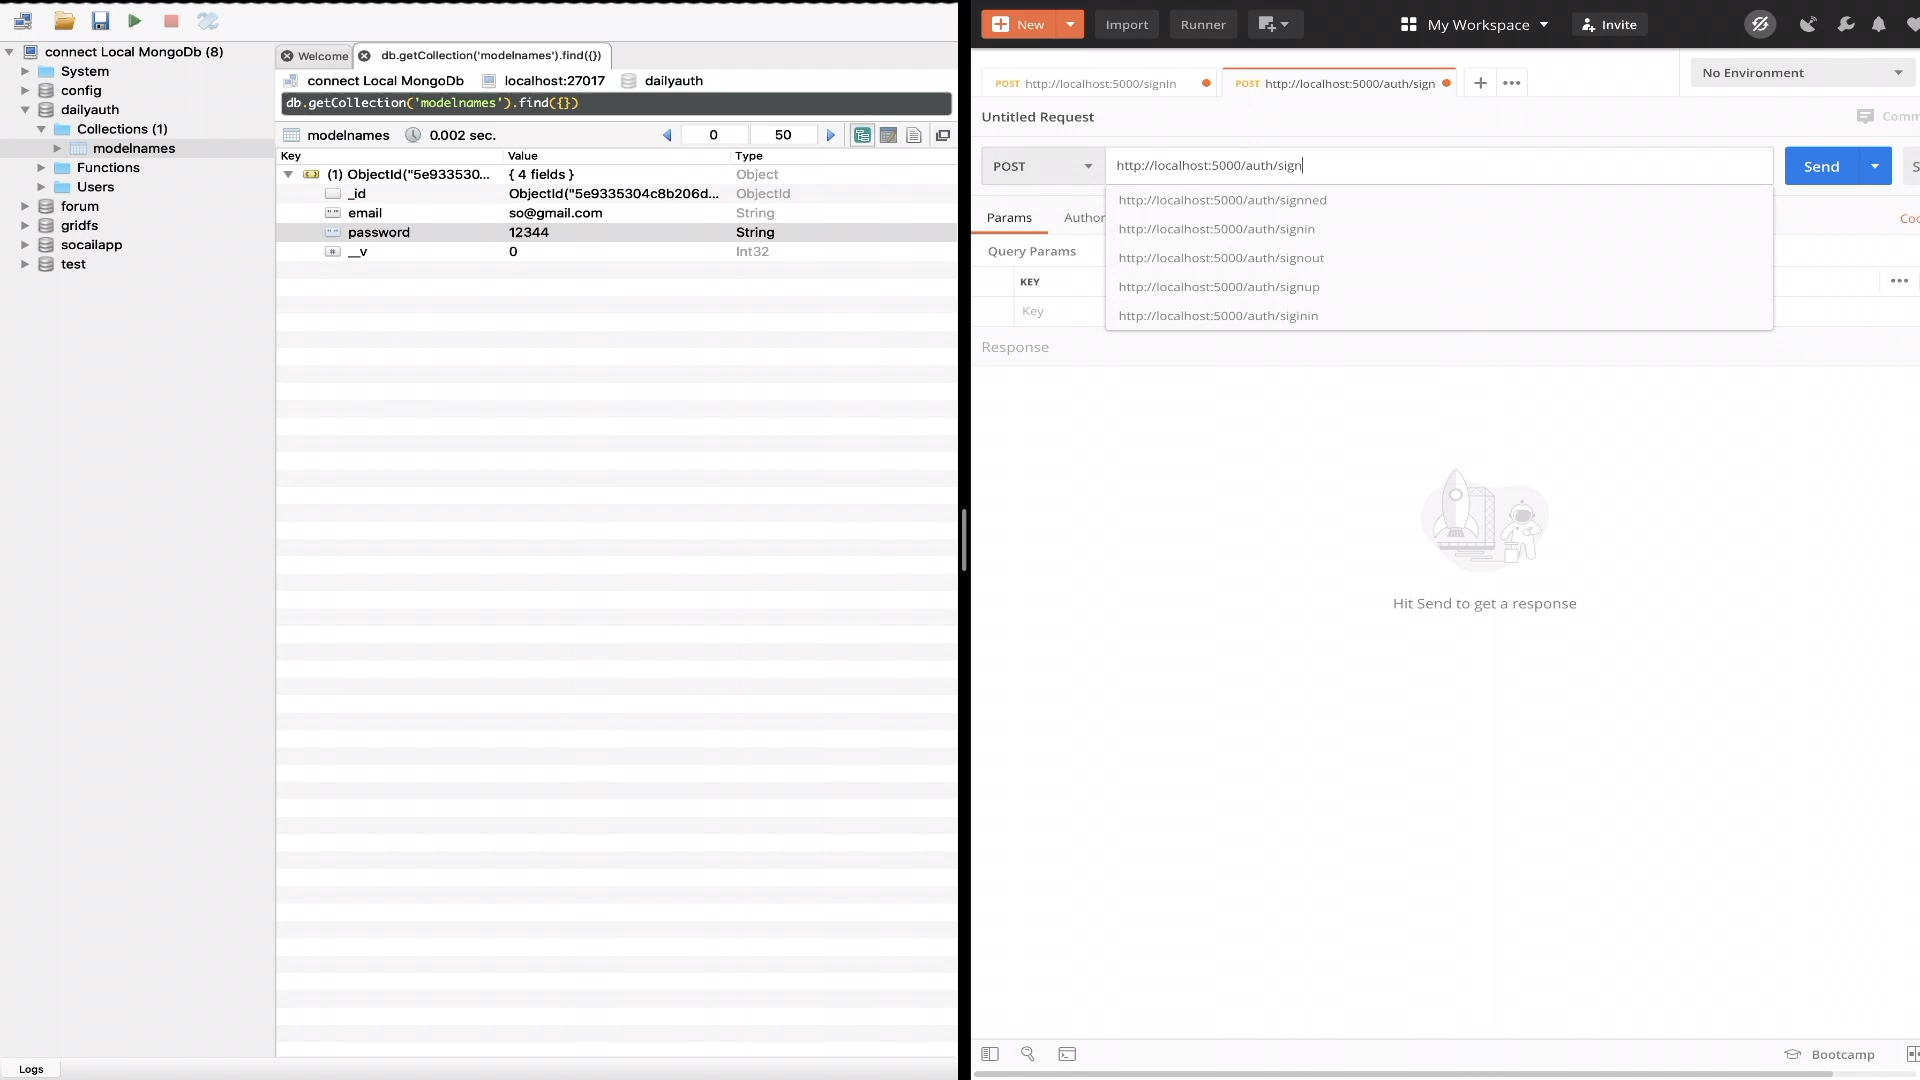 connect Local MongoDb (8)
System
config
dailyauth
Collections (1)
modelnames
Functions
Users
forum
gridfs
socailapp
test
Logs
Welcome
db.getCollection('modelnames').find({})
connect Local MongoDb
localhost:27017
dailyauth
db.getCollection('modelnames').find({})
modelnames
0.002 sec.
0
50
Key Value Type
(1) ObjectId("5e933530... { 4 fields } Object
_id ObjectId("5e9335304c8b206d... ObjectId
email so@gmail.com String
password 12344 String
__v 0 Int32
New
Import
Runner
My Workspace
Invite
POST http://localhost:5000/signIn
POST http://localhost:5000/auth/sign
No Environment
Untitled Request
POST
http://localhost:5000/auth/sign
Send
http://localhost:5000/auth/signned
http://localhost:5000/auth/signin
http://localhost:5000/auth/signout
http://localhost:5000/auth/signup
http://localhost:5000/auth/siginin
Params
Author
Query Params
KEY
Key
Response
Hit Send to get a response
Bootcamp